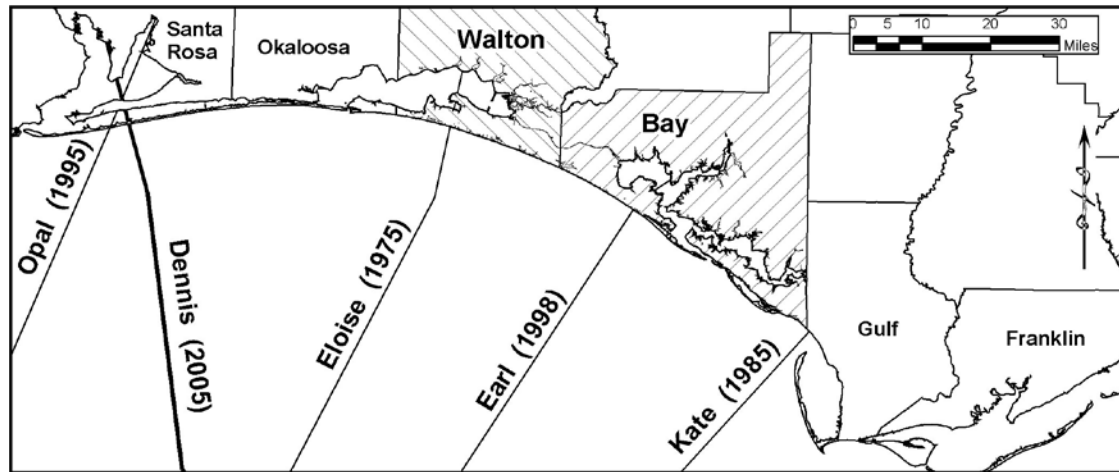 Santa
Rosa
Okaloosa
Walton
0 5 10 20 30
Miles
Bay
Opal (1995)
Dennis (2005)
Eloise (1975)
Earl (1998)
Kate (1985)
Gulf
Franklin